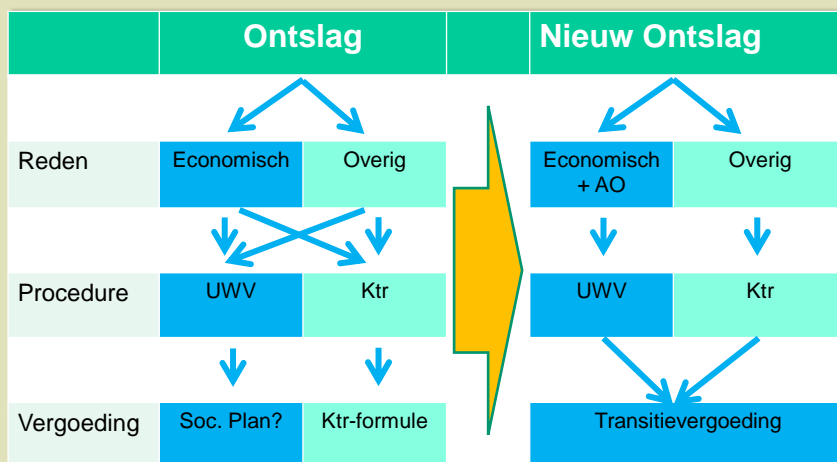 Ontslag Nieuw Ontslag
Reden Economisch Overig Economisch Overig
+ AO
Procedure UWV Ktr UWV Ktr
Vergoeding Soc. Plan? Ktr-formule Transitievergoeding